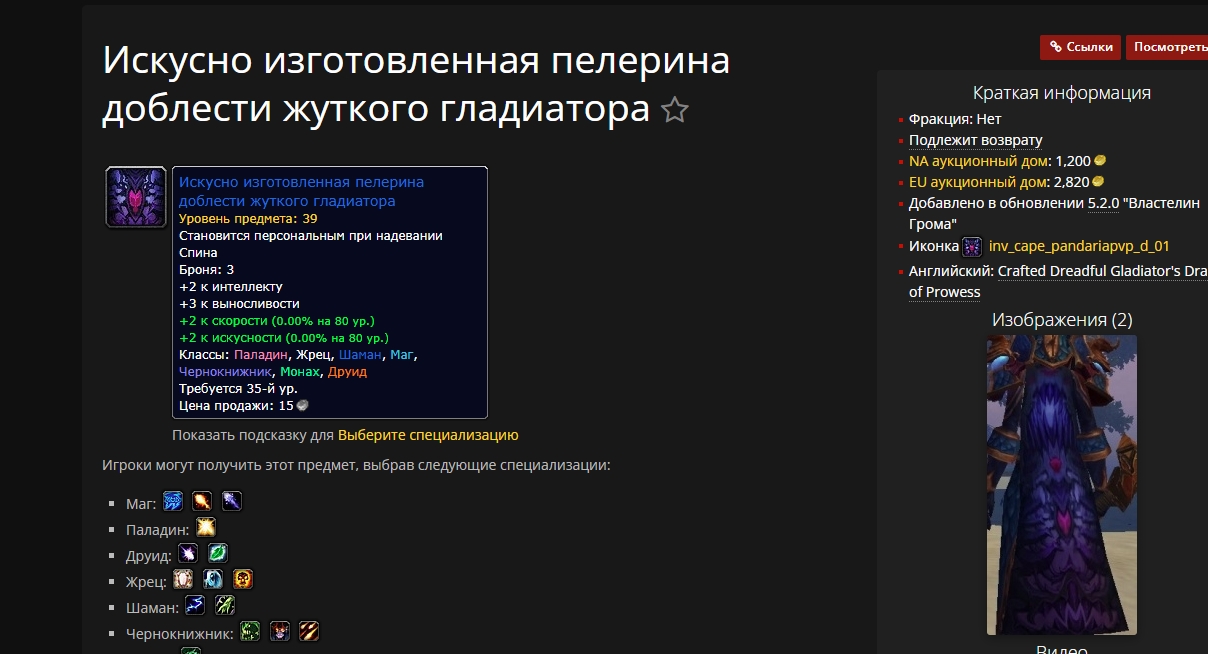 Искусно изготовленная пелерина
доблести жуткого гладиатора
Искусно изготовленная пелерина
доблести жуткого гладиатора
Уровень предмета: 39
Становится персональным при надевании
Спина
Броня: 3
+2 к интеллекту
+3 к выносливости
+2 к скорости (0.00% на 80 ур.)
+2 к искусности (0.00% на 80 ур.)
Классы: Паладин, Жрец, Шаман, Маг,
Чернокнижник, Монах, Друид
Требуется 35-й ур.
Цена продажи: 15
Показать подсказку для Выберите специализацию
Игроки могут получить этот предмет, выбрав следующие специализации:
Маг:
Паладин:
Друид:
Жрец:
Шаман:
Чернокнижник:
Ссылки
Посмотреть
Краткая информация
Фракция: Нет
Подлежит возврату
NA аукционный дом: 1,200
EU аукционный дом: 2,820
Добавлено в обновлении 5.2.0 "Властелин
Грома"
Иконка inv_cape_pandariapvp_d_01
Английский: Crafted Dreadful Gladiator's Dra
of Prowess
Изображения (2)
Видео